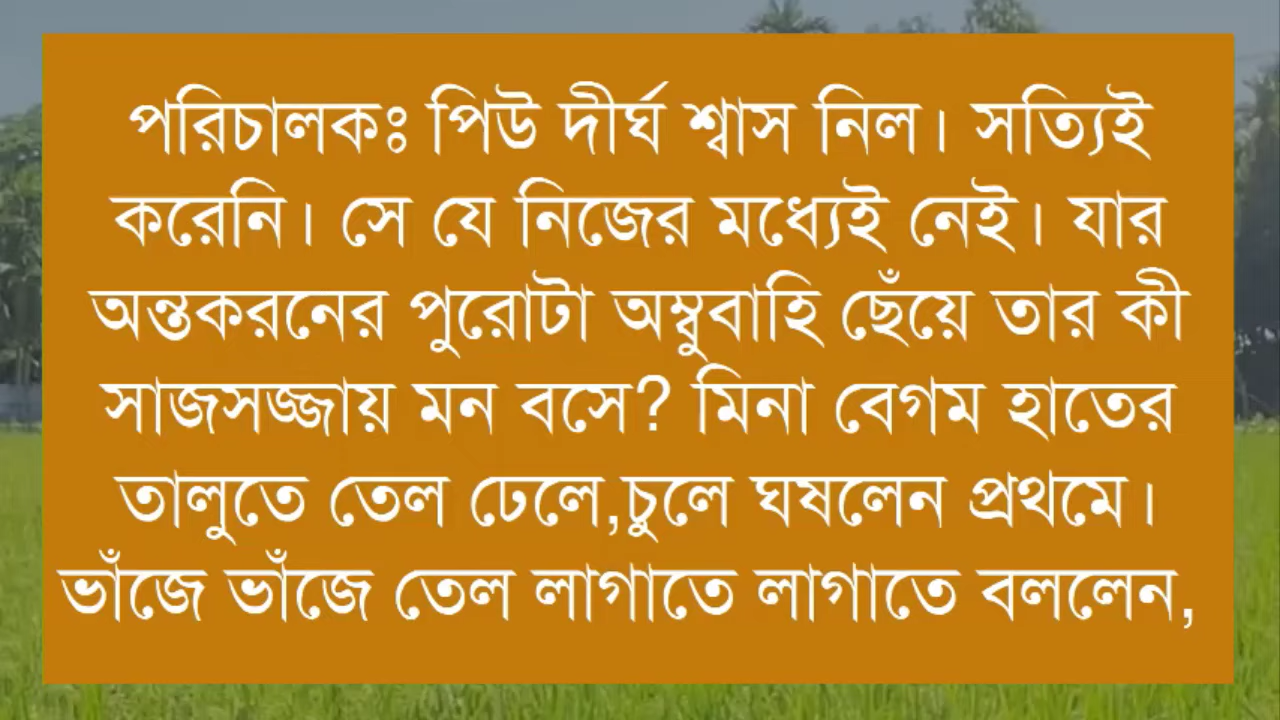 পরিচালকঃ পিউ দীর্ঘ শ্বাস নিল। সত্যিই
করেনি। সে যে নিজের মধ্যেই নেই। যার
অন্তকরনের পুরোটা অম্বুবাহি ছেঁয়ে তার কী
সাজসজ্জায় মন বসে? মিনা বেগম হাতের
তালুতে তেল ঢেলে,চুলে ঘষলেন প্রথমে।
ভাঁজে ভাঁজে তেল লাগাতে লাগাতে বললেন,